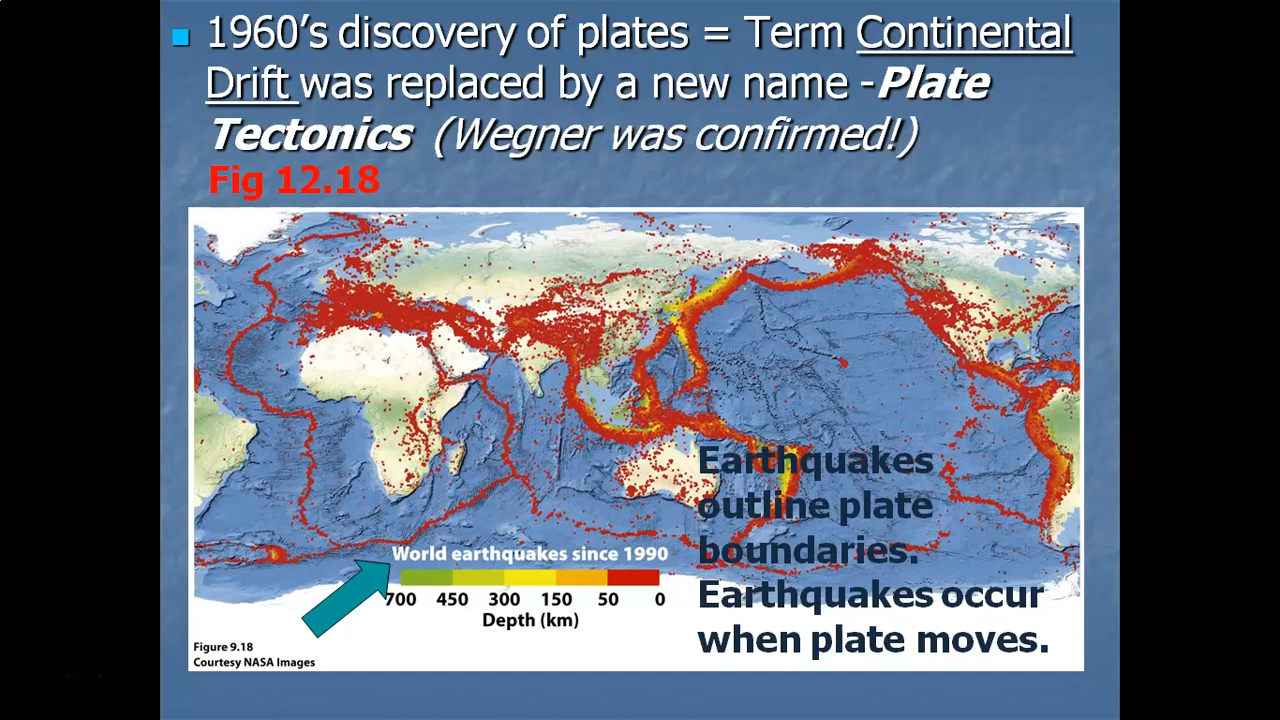 1960's discovery of plates = Term Continental
Drift was replaced by a new name -Plate
Tectonics (Wegner was confirmed!)
Fig 12.18
Earthquakes
outline plate
boundaries.
Earthquakes occur
when plate moves.
World earthquakes since 1990
700 450 300 150 50 0
Depth (km)
Figure 9.18
Courtesy NASA Images